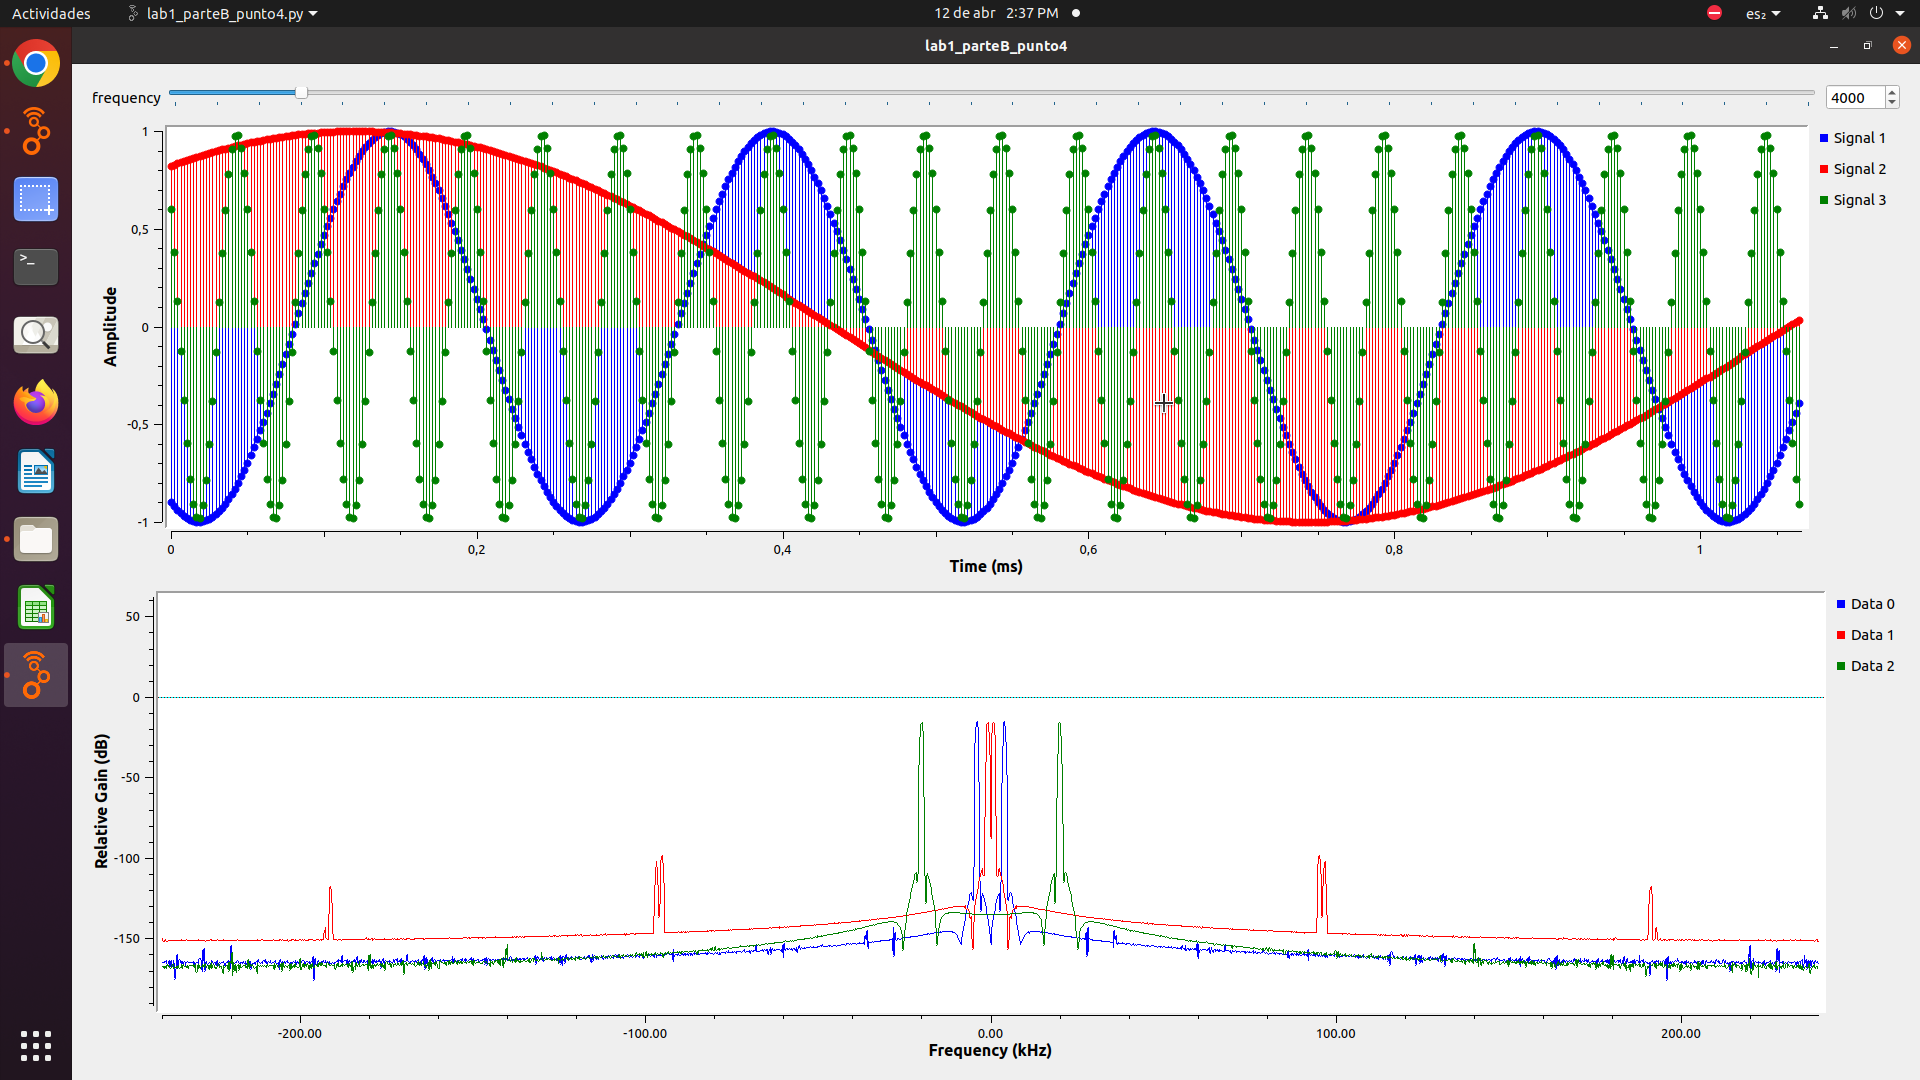 Actividades lab1_parteB_punto4.py 12 de abr 2:37 PM es₂
lab1_parteB_punto4
frequency 4000
Signal 1
Signal 2
Signal 3
Amplitude
1
0,5
0
-0,5
-1
0 0,2 0,4 0,6 0,8 1
Time (ms)
Data 0
Data 1
Data 2
Relative Gain (dB)
50
0
-50
-100
-150
-200.00 -100.00 0.00 100.00 200.00
Frequency (kHz)
>_